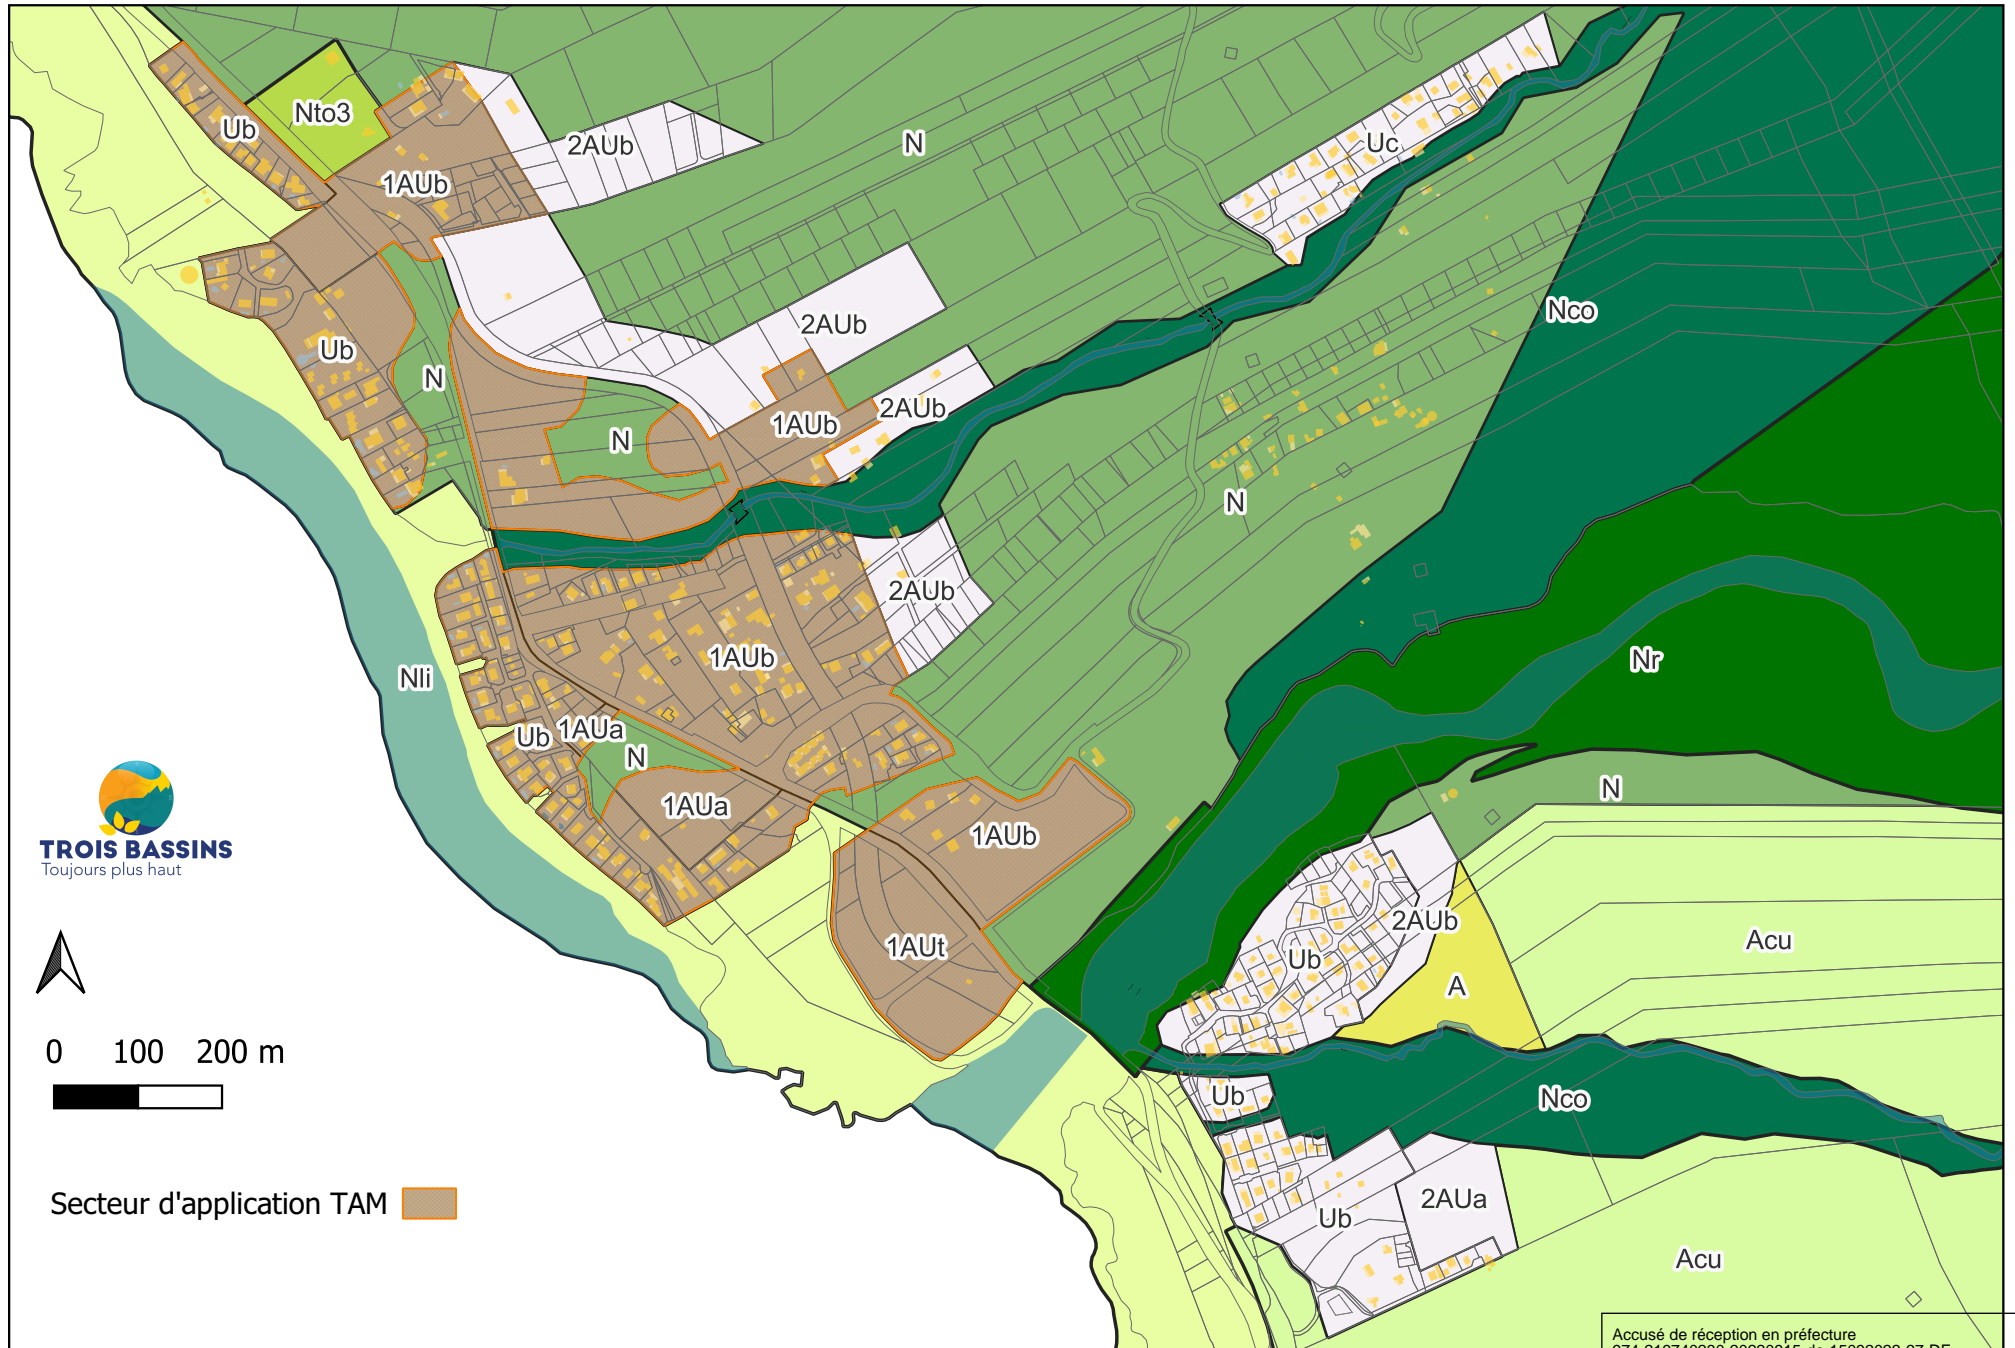 Ub
Nto3
1AUb
2AUb
N
Uc
Nco
Ub
N
2AUb
1AUb
2AUb
N
N
2AUb
1AUb
Nli
Nr
Ub
1AUa
N
1AUa
1AUb
N
TROIS BASSINS
Toujours plus haut
1AUt
2AUb
Ub
A
Acu
0 100 200 m
Ub
Nco
Secteur d'application TAM
Ub
2AUa
Acu
Accusé de réception en préfecture